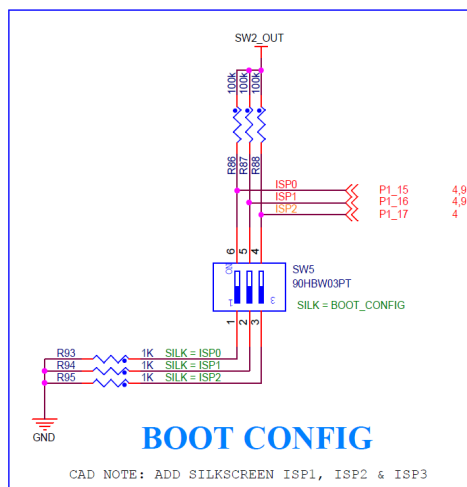 SW2_OUT
100k 100k 100k
R86 R87 R88
ISP0 P1_15 4,9
ISP1 P1_16 4,9
ISP2 P1_17 4
6 5 4
ON
1 3
SW5
90HBW03PT
SILK = BOOT_CONFIG
1 2 3
R93 1K SILK = ISP0
R94 1K SILK = ISP1
R95 1K SILK = ISP2
GND
BOOT CONFIG
CAD NOTE: ADD SILKSCREEN ISP1, ISP2 & ISP3